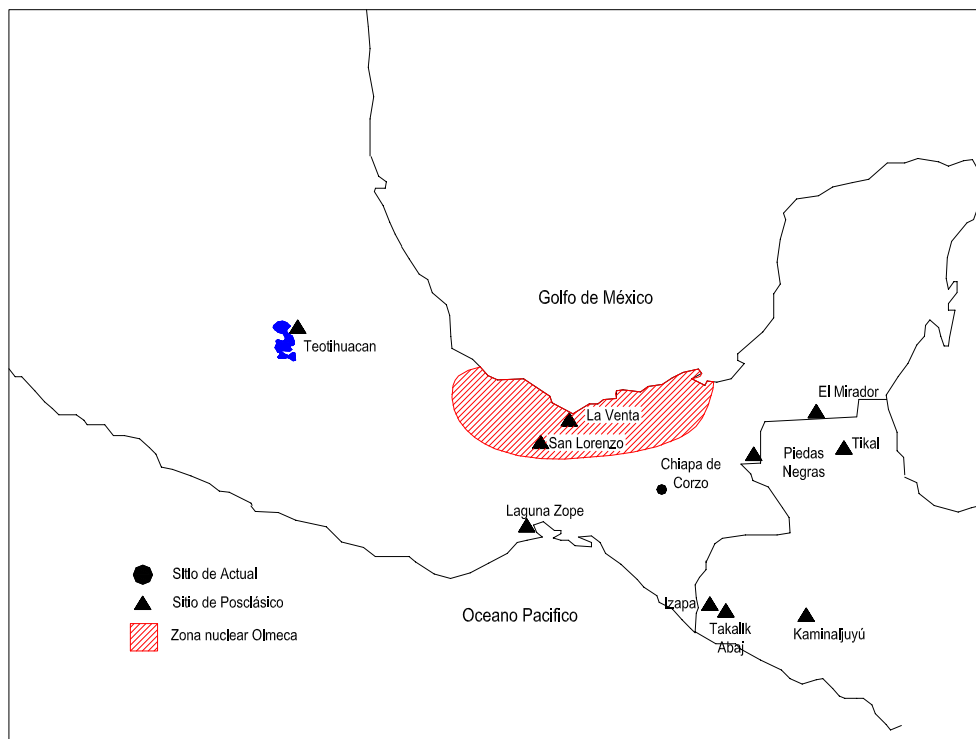 Golfo de México
Teotihuacan
El Mirador
La Venta
San Lorenzo
Tikal
Piedas
Negras
Chiapa de
Corzo
Laguna Zope
Sitio de Actual
Sitio de Posclásico
Zona nuclear Olmeca
Oceano Pacifico
Izapa
Takalik
Abaj
Kaminaljuyú